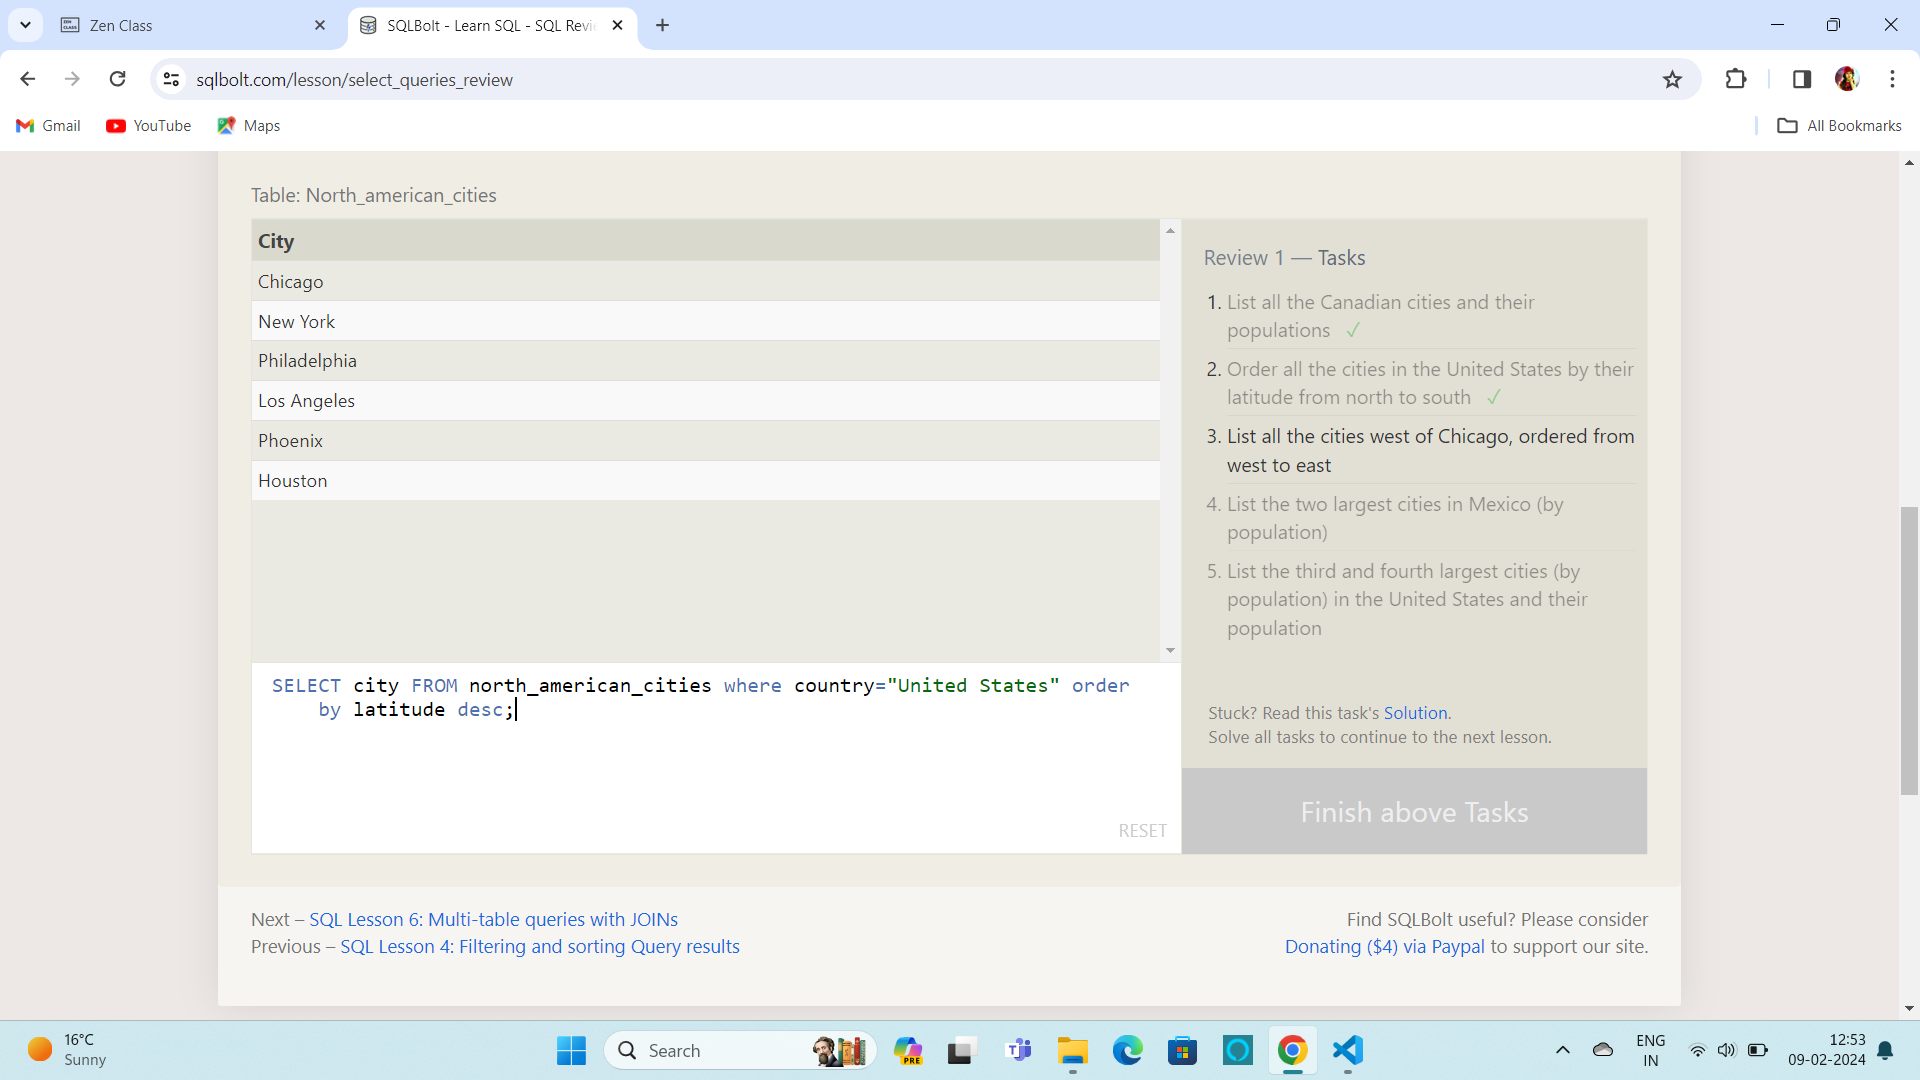 Zen Class
SQLBolt - Learn SQL - SQL Revi
sqlbolt.com/lesson/select_queries_review
Gmail
YouTube
Maps
All Bookmarks
Table: North_american_cities
City
Chicago
New York
Philadelphia
Los Angeles
Phoenix
Houston
SELECT city FROM north_american_cities where country="United States" order
by latitude desc;
RESET
Review 1 — Tasks
1. List all the Canadian cities and their
populations ✓
2. Order all the cities in the United States by their
latitude from north to south ✓
3. List all the cities west of Chicago, ordered from
west to east
4. List the two largest cities in Mexico (by
population)
5. List the third and fourth largest cities (by
population) in the United States and their
population
Stuck? Read this task's Solution.
Solve all tasks to continue to the next lesson.
Finish above Tasks
Next – SQL Lesson 6: Multi-table queries with JOINs
Previous – SQL Lesson 4: Filtering and sorting Query results
Find SQLBolt useful? Please consider
Donating ($4) via Paypal to support our site.
16°C
Sunny
Search
PRE
ENG
IN
12:53
09-02-2024